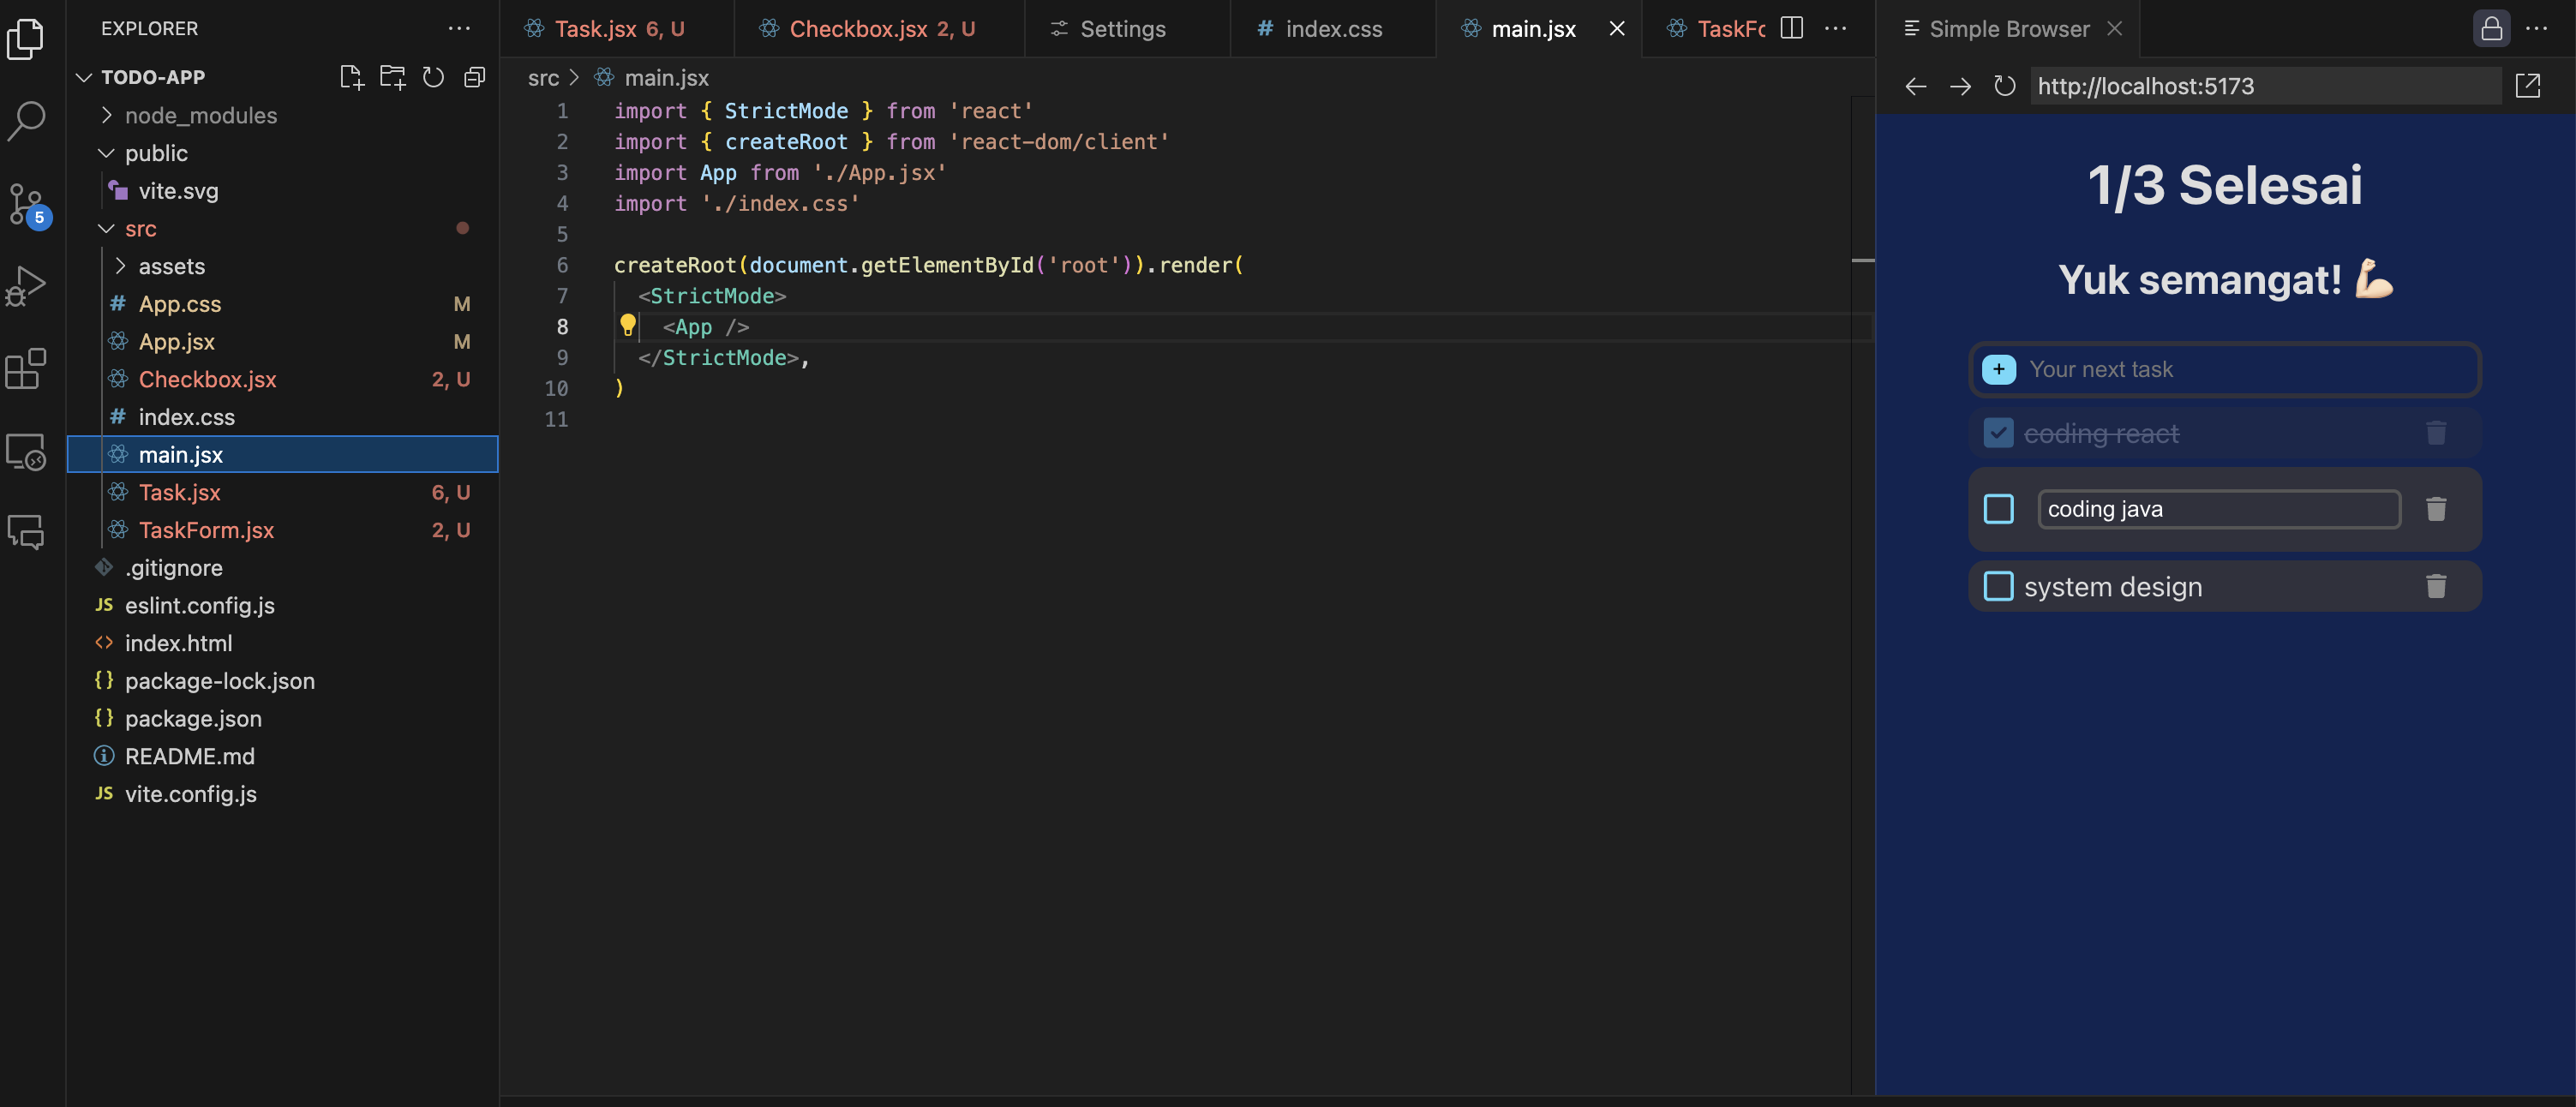 EXPLORER
TODO-APP
node_modules
public
vite.svg
src
assets
# App.css M
App.jsx M
Checkbox.jsx 2, U
# index.css
main.jsx
Task.jsx 6, U
TaskForm.jsx 2, U
.gitignore
JS eslint.config.js
<> index.html
{} package-lock.json
{} package.json
README.md
JS vite.config.js
5
Task.jsx 6, U
Checkbox.jsx 2, U
Settings
# index.css
main.jsx
TaskFo
src > main.jsx
1 import { StrictMode } from 'react'
2 import { createRoot } from 'react-dom/client'
3 import App from './App.jsx'
4 import './index.css'
5
6 createRoot(document.getElementById('root')).render(
7 <StrictMode>
8 <App />
9 </StrictMode>,
10 )
11
Simple Browser
http://localhost:5173
1/3 Selesai
Yuk semangat! 💪🏻
+ Your next task
coding react
coding java
system design